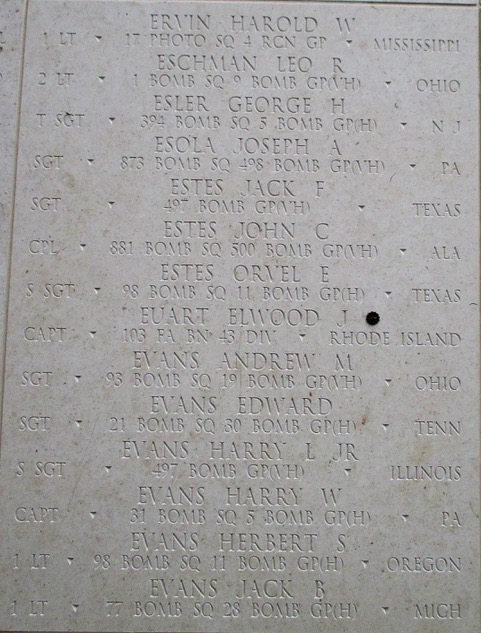 ERVIN HAROLD W
1 LT 17 PHOTO SQ 4 RCN GP MISSISSIPPI
ESCHMAN LEO R
2 LT 1 BOMB SQ 9 BOMB GP(VH) OHIO
ESLER GEORGE H
T SGT 394 BOMB SQ 5 BOMB GP(H) N J
ESOLA JOSEPH A
SGT 873 BOMB SQ 498 BOMB GP(VH) PA
ESTES JACK F
SGT 497 BOMB GP(VH) TEXAS
ESTES JOHN C
CPL 881 BOMB SQ 500 BOMB GP(VH) ALA
ESTES ORVEL E
S SGT 98 BOMB SQ 11 BOMB GP(H) TEXAS
EUART ELWOOD J
CAPT 103 FA BN 43 DIV RHODE ISLAND
EVANS ANDREW M
SGT 93 BOMB SQ 19 BOMB GP(VH) OHIO
EVANS EDWARD
SGT 21 BOMB SQ 30 BOMB GP(H) TENN
EVANS HARRY L JR
S SGT 497 BOMB GP(VH) ILLINOIS
EVANS HARRY W
CAPT 31 BOMB SQ 5 BOMB GP(H) PA
EVANS HERBERT S
1 LT 98 BOMB SQ 11 BOMB GP(H) OREGON
EVANS JACK B
1 LT 77 BOMB SQ 28 BOMB GP(H) MICH